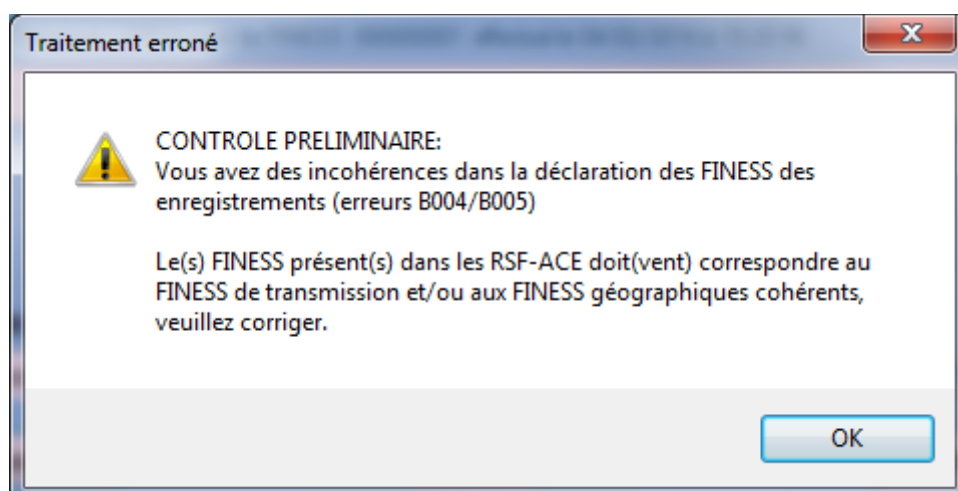 Traitement erroné
CONTROLE PRELIMINAIRE:
Vous avez des incohérences dans la déclaration des FINESS des
enregistrements (erreurs B004/B005)
Le(s) FINESS présent(s) dans les RSF-ACE doit(vent) correspondre au
FINESS de transmission et/ou aux FINESS géographiques cohérents,
veuillez corriger.
OK